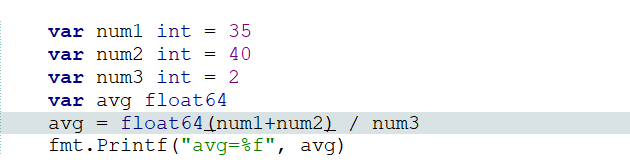 var num1 int = 35
var num2 int = 40
var num3 int = 2
var avg float64
avg = float64(num1+num2) / num3
fmt.Printf("avg=%f", avg)